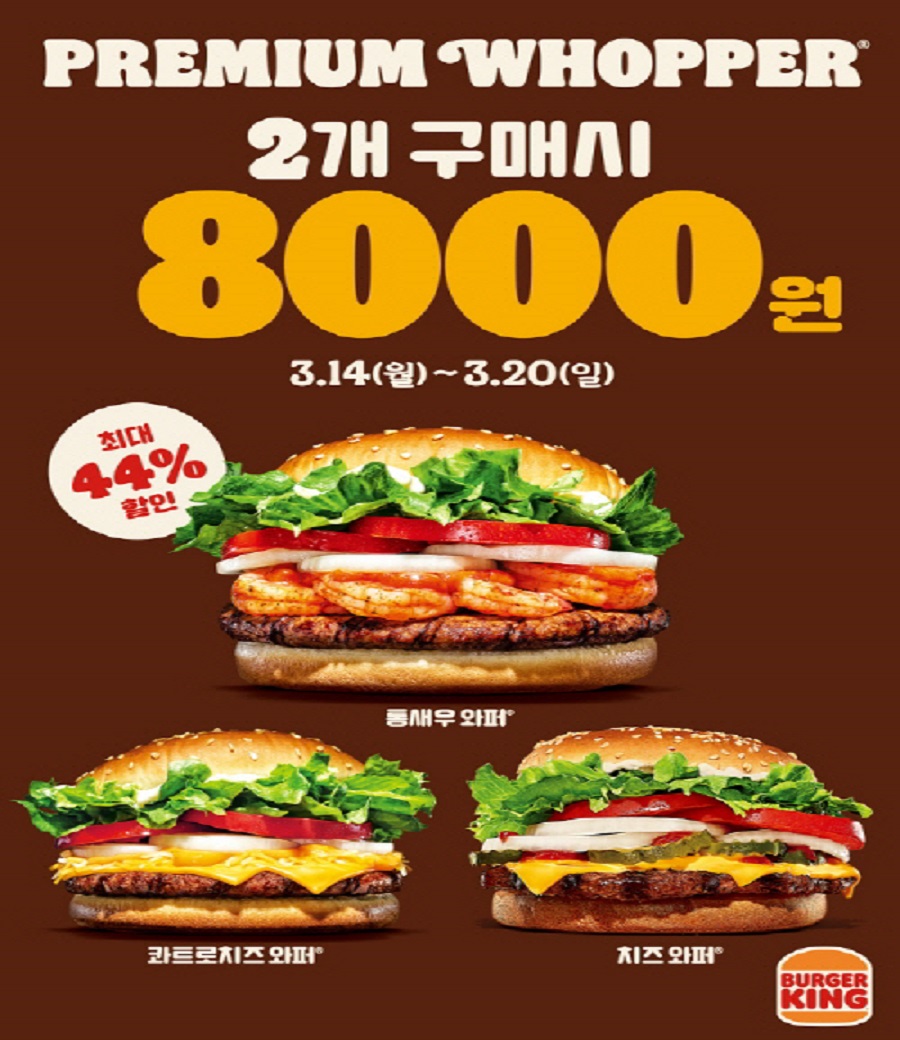 PREMIUM WHOPPER®
2개 구매시
8000원
3.14(월)~3.20(일)
최대
44%
할인
통새우 와퍼®
콰트로치즈 와퍼®
치즈 와퍼®
BURGER
KING